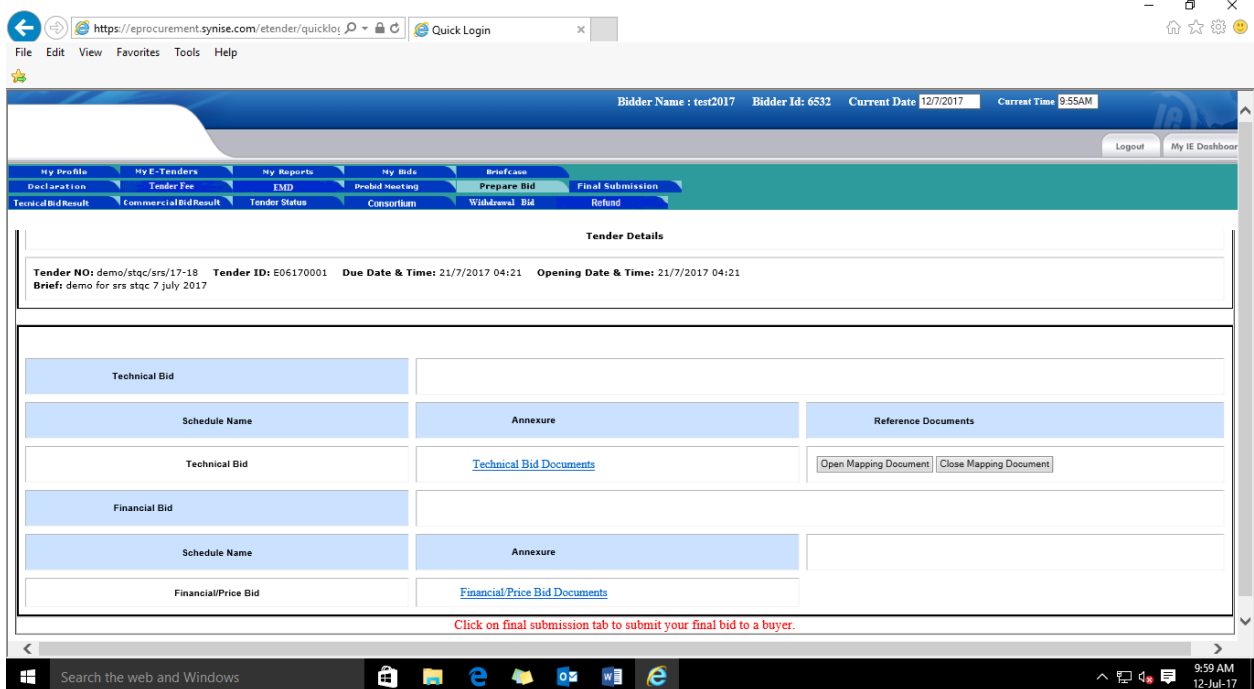 https://eprocurement.synise.com/etender/quicklog
Quick Login
File Edit View Favorites Tools Help
Bidder Name : test2017 Bidder Id: 6532 Current Date 12/7/2017 Current Time 9:55AM
Logout My IE Dashboar
My Profile My E-Tenders My Reports My Bids Briefcase
Declaration Tender Fee EMD Prebid Meeting Prepare Bid Final Submission
TecnicalBidResult CommercialBidResult Tender Status Consortium Withdrawal Bid Refund
Tender Details
Tender NO: demo/stqc/srs/17-18 Tender ID: E06170001 Due Date & Time: 21/7/2017 04:21 Opening Date & Time: 21/7/2017 04:21
Brief: demo for srs stqc 7 july 2017
Technical Bid
Schedule Name Annexure Reference Documents
Technical Bid Technical Bid Documents Open Mapping Document Close Mapping Document
Financial Bid
Schedule Name Annexure
Financial/Price Bid Financial/Price Bid Documents
Click on final submission tab to submit your final bid to a buyer.
Search the web and Windows
9:59 AM
12-Jul-17